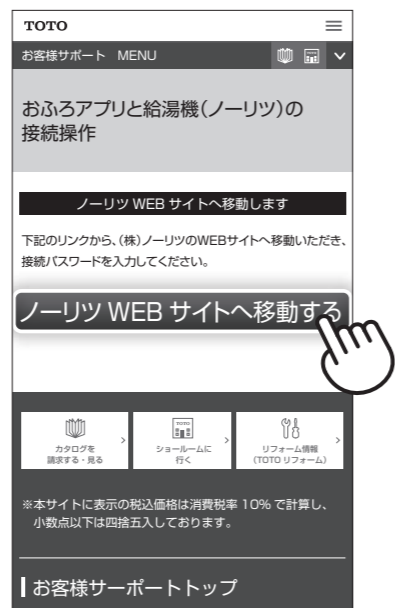 TOTO
お客様サポート MENU
おふろアプリと給湯機(ノーリツ)の
接続操作
ノーリツ WEB サイトへ移動します
下記のリンクから、(株)ノーリツのWEBサイトへ移動いただき、
接続パスワードを入力してください。
ノーリツ WEB サイトへ移動する
カタログを
請求する・見る
TOTO
ショールームに
行く
リフォーム情報
(TOTO リフォーム)
※本サイトに表示の税込価格は消費税率 10% で計算し、
小数点以下は四捨五入しております。
お客様サーポートトップ